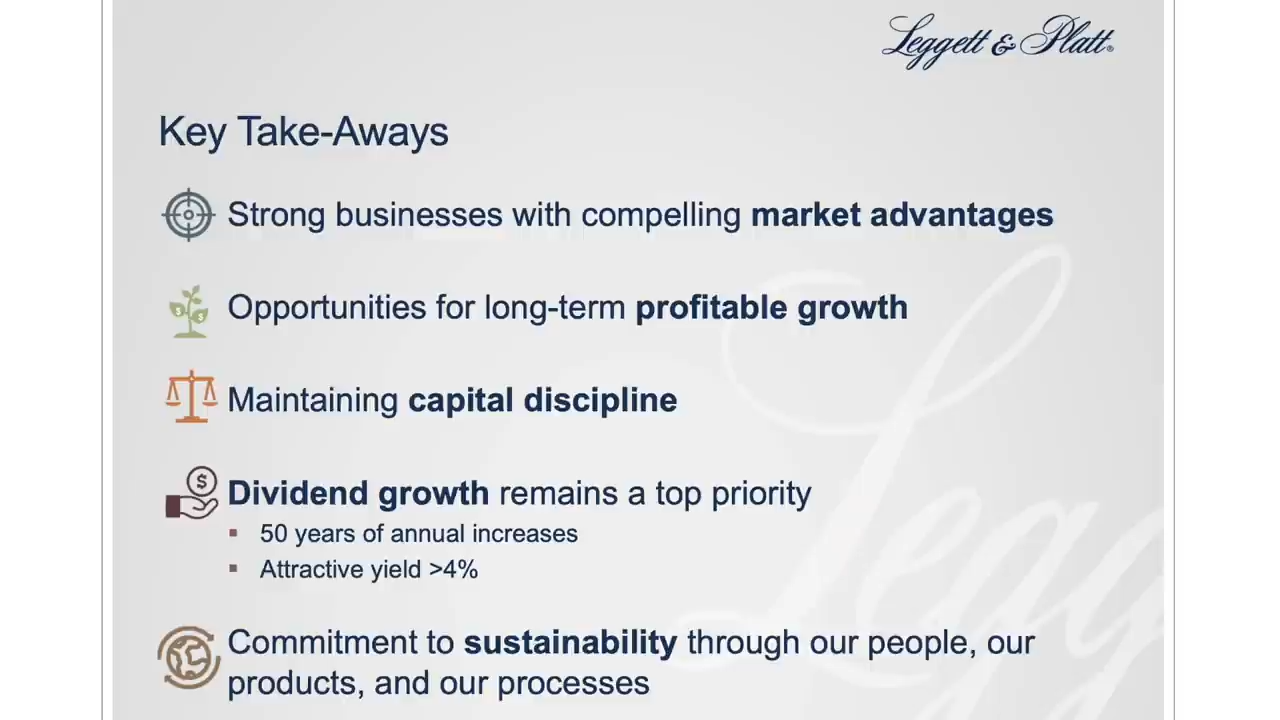 Leggett & Platt®
Key Take-Aways
Strong businesses with compelling market advantages
Opportunities for long-term profitable growth
Maintaining capital discipline
Dividend growth remains a top priority
▪ 50 years of annual increases
▪ Attractive yield >4%
Commitment to sustainability through our people, our
products, and our processes
Legg